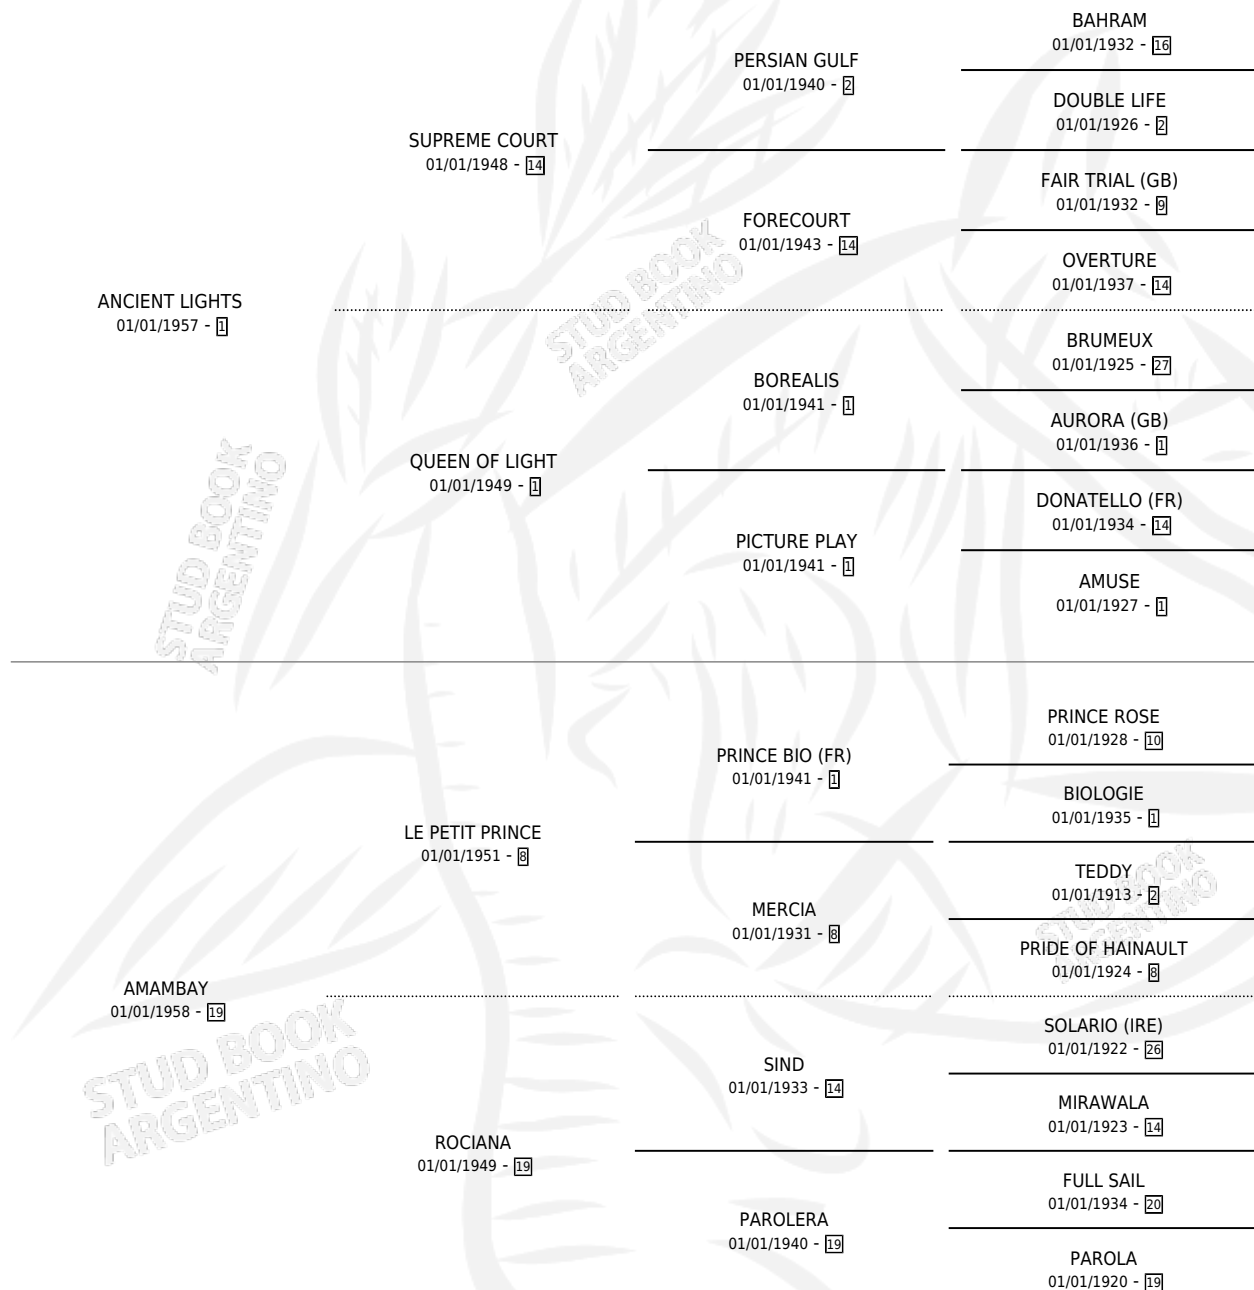 BAHRAM
01/01/1932 - 16
PERSIAN GULF
01/01/1940 - 2
DOUBLE LIFE
01/01/1926 - 2
SUPREME COURT
01/01/1948 - 14
FAIR TRIAL (GB)
01/01/1932 - 9
FORECOURT
01/01/1943 - 14
OVERTURE
01/01/1937 - 14
ANCIENT LIGHTS
01/01/1957 - 1
BRUMEUX
01/01/1925 - 27
BOREALIS
01/01/1941 - 1
AURORA (GB)
01/01/1936 - 1
QUEEN OF LIGHT
01/01/1949 - 1
DONATELLO (FR)
01/01/1934 - 14
PICTURE PLAY
01/01/1941 - 1
AMUSE
01/01/1927 - 1
PRINCE ROSE
01/01/1928 - 10
PRINCE BIO (FR)
01/01/1941 - 1
BIOLOGIE
01/01/1935 - 1
LE PETIT PRINCE
01/01/1951 - 8
TEDDY
01/01/1913 - 2
MERCIA
01/01/1931 - 8
PRIDE OF HAINAULT
01/01/1924 - 8
AMAMBAY
01/01/1958 - 19
SOLARIO (IRE)
01/01/1922 - 26
SIND
01/01/1933 - 14
MIRAWALA
01/01/1923 - 14
ROCIANA
01/01/1949 - 19
FULL SAIL
01/01/1934 - 20
PAROLERA
01/01/1940 - 19
PAROLA
01/01/1920 - 19
STUD BOOK
ARGENTINO
STUD BOOK
ARGENTINO
STUD BOOK
ARGENTINO
STUD BOOK
ARGENTINO